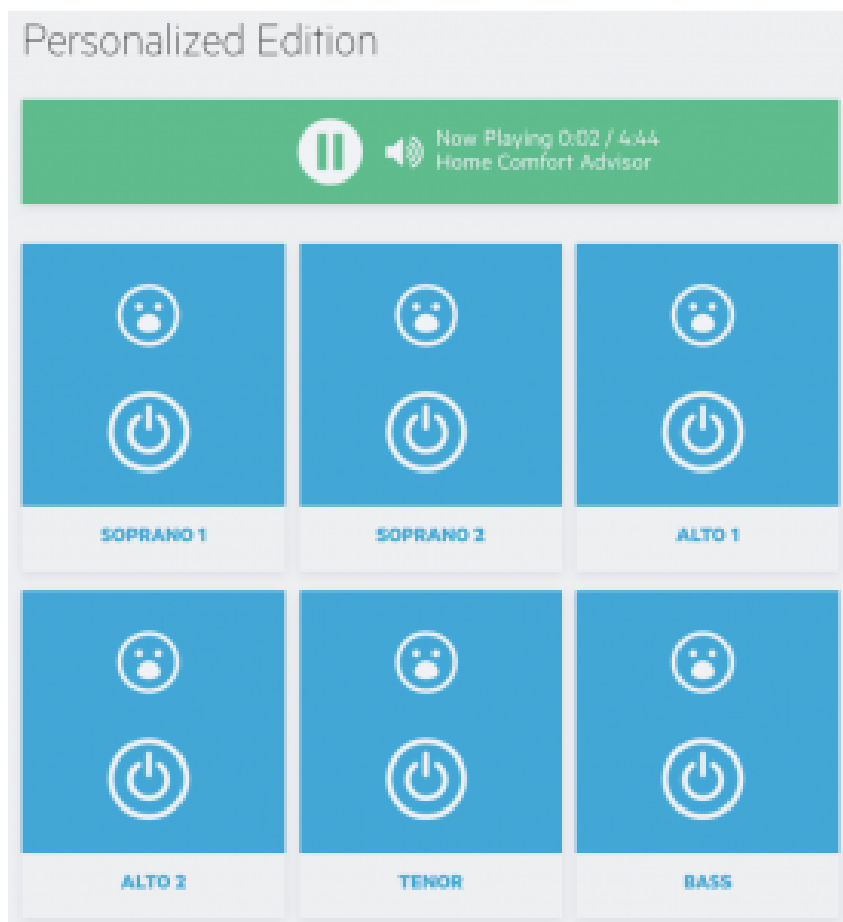 Personalized Edition
Now Playing 0:02 / 4:44
Home Comfort Advisor
SOPRANO 1
SOPRANO 2
ALTO 1
ALTO 2
TENOR
BASS